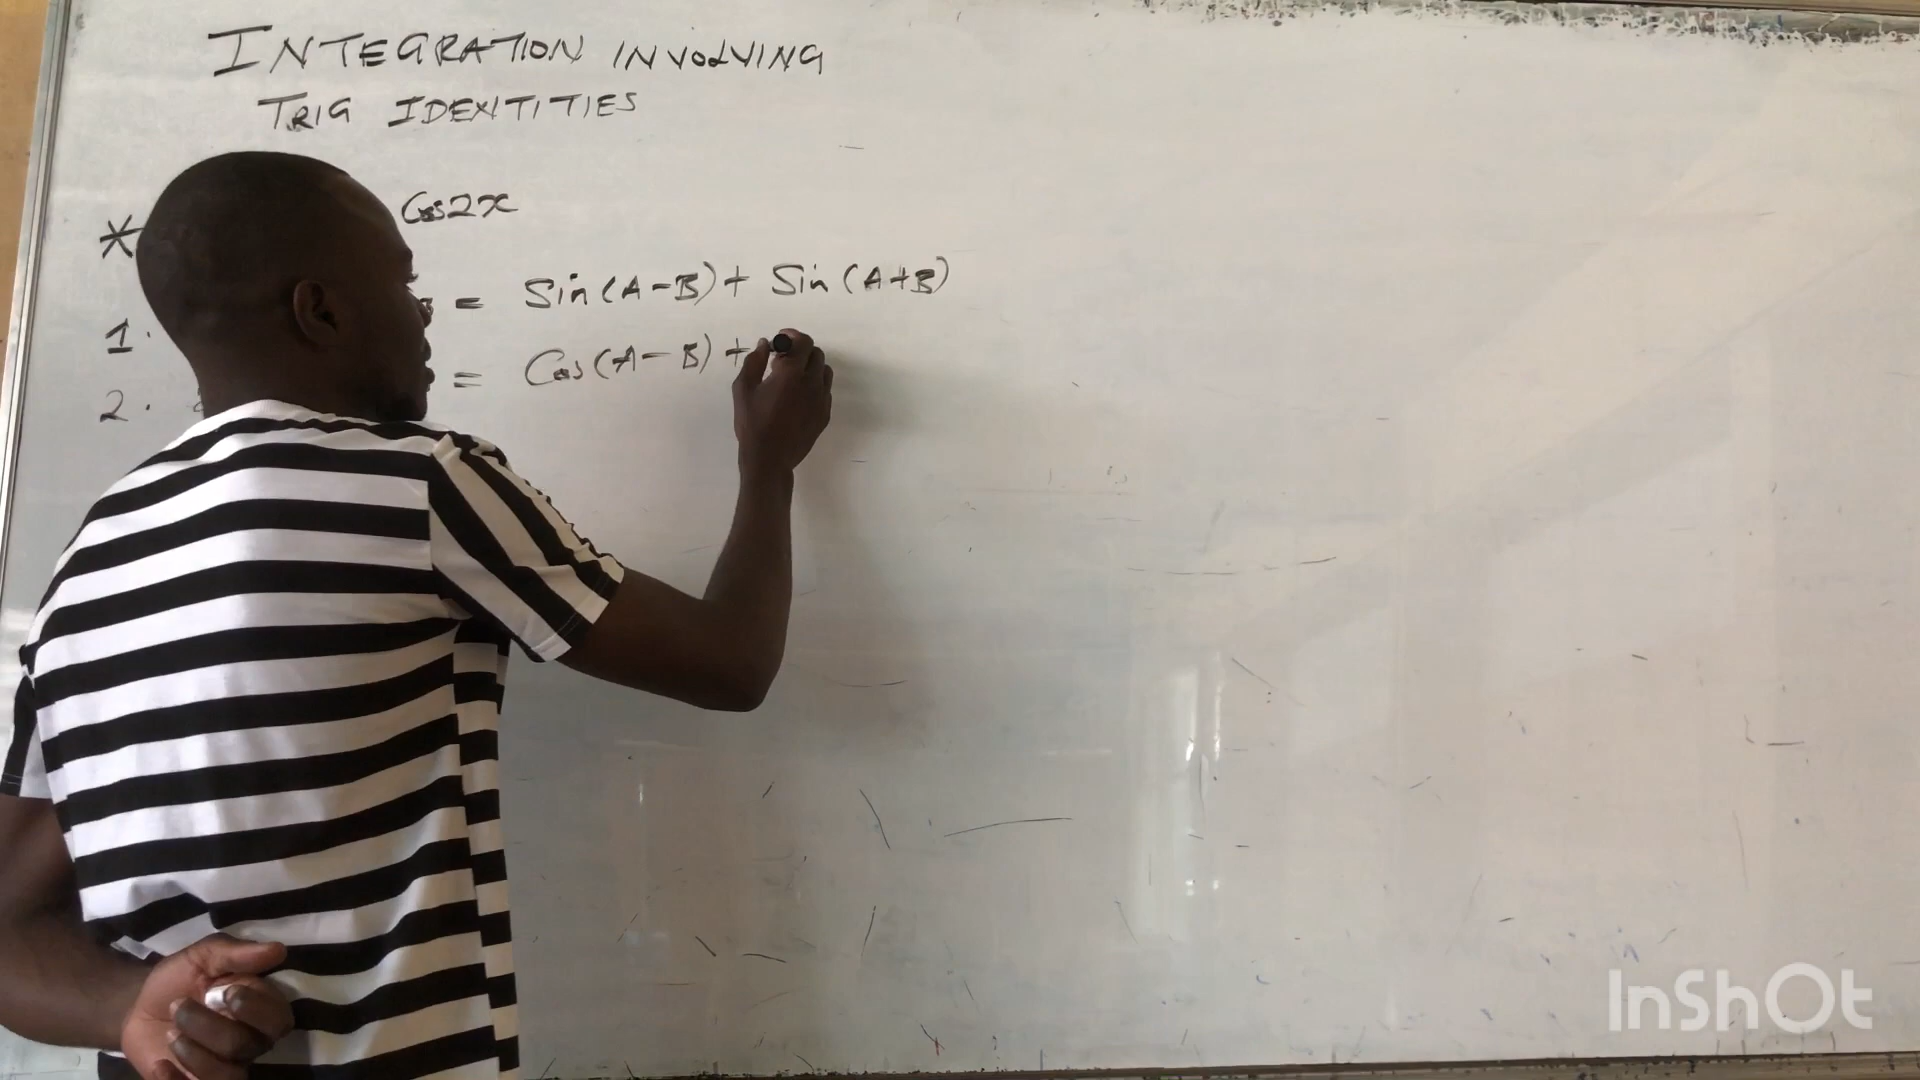 INTEGRATION INVOLVING
TRIG IDENTITIES
* Cos2x
1. = Sin(A-B)+ Sin(A+B)
2. = Cos(A-B) +
InShOt